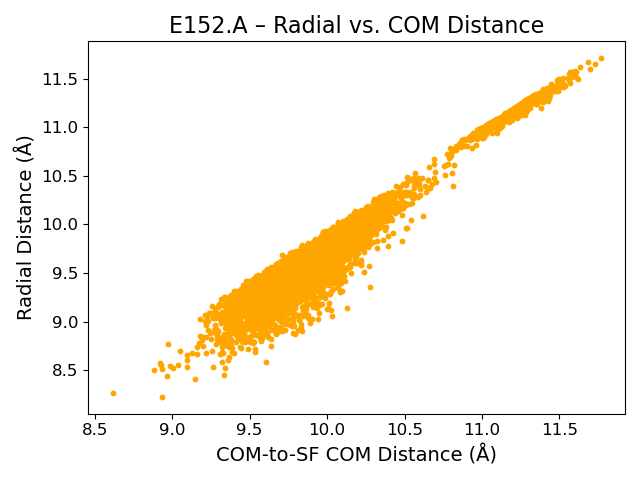 E152.A – Radial vs. COM Distance
Radial Distance (Å)
11.5
11.0
10.5
10.0
9.5
9.0
8.5
8.5 9.0 9.5 10.0 10.5 11.0 11.5
COM-to-SF COM Distance (Å)